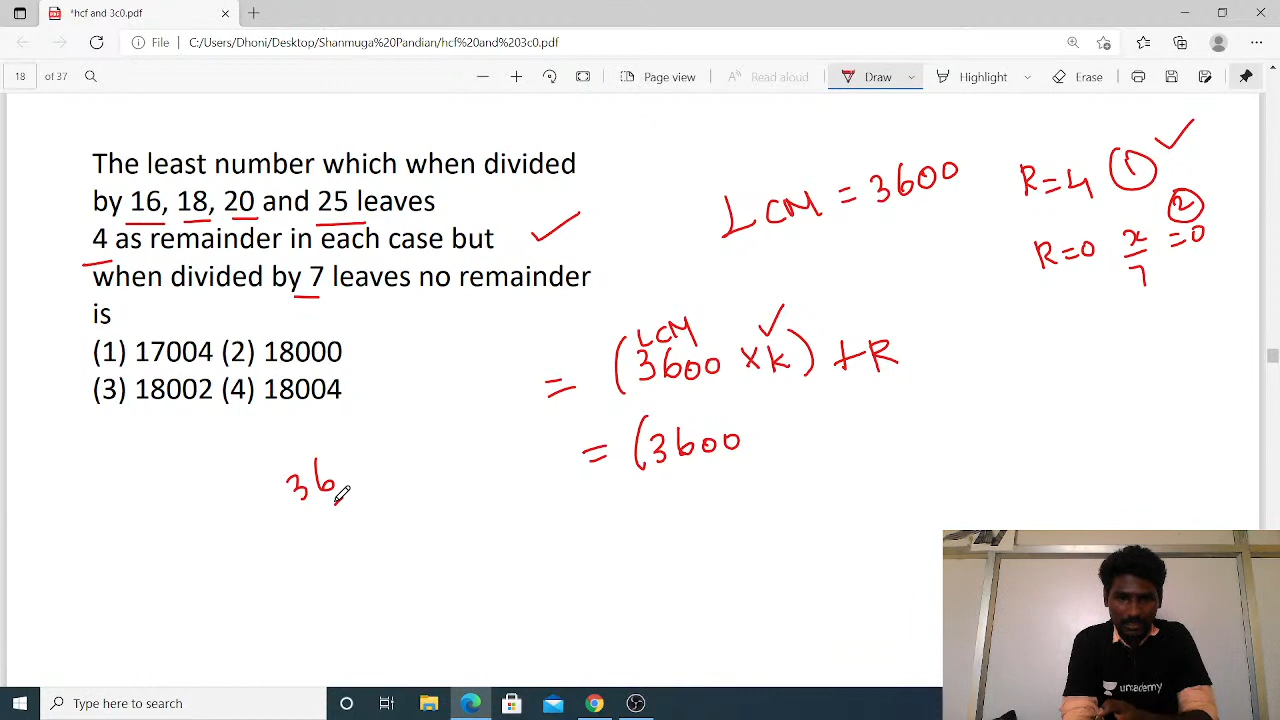 *hcf and 3c0.pdf
File
C:/Users/Dhoni/Desktop/Shanmuga%20Pandian/hcf%20and%203c0.pdf
18 of 37
Page view
Read aloud
Draw
Highlight
Erase
The least number which when divided
by 16, 18, 20 and 25 leaves
4 as remainder in each case but
when divided by 7 leaves no remainder
is
(1) 17004 (2) 18000
(3) 18002 (4) 18004
LCM = 3600
R=4 ①
②
R=0 x/7 =0
LCM
= (3600 × k) + R
= (3600
36
unacademy
Type here to search